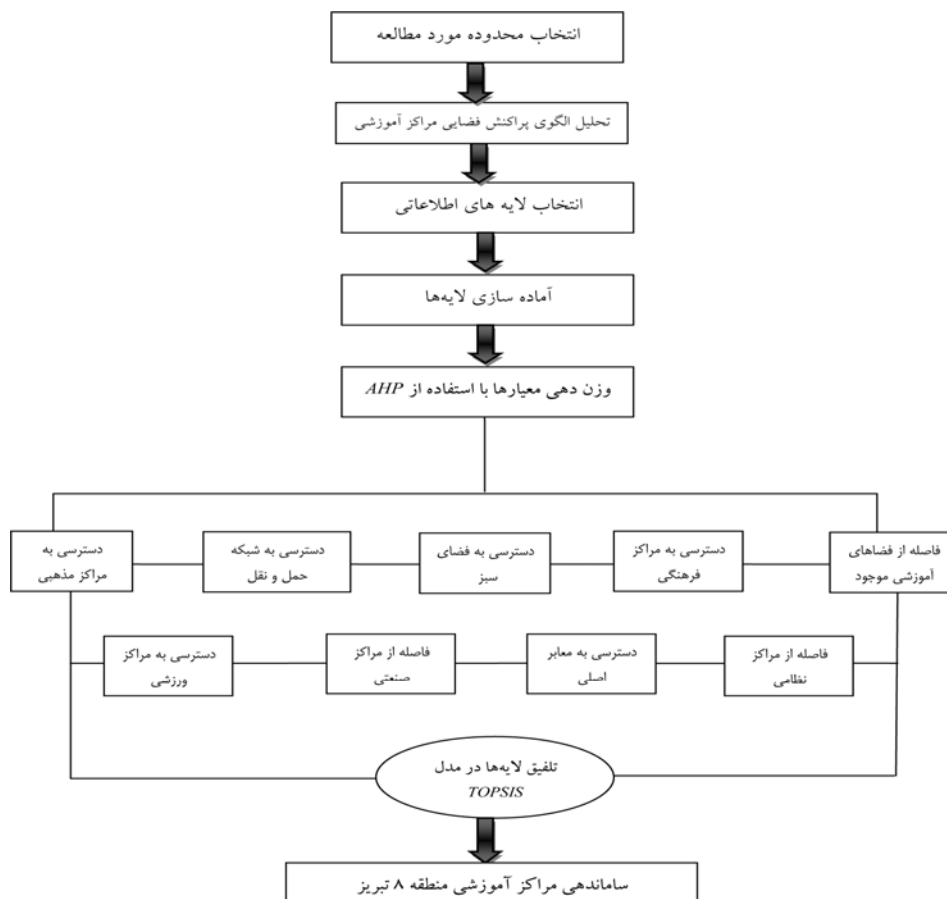 انتخاب محدوده مورد مطالعه
تحلیل الگوی پراکنش فضایی مراکز آموزشی
انتخاب لایه های اطلاعاتی
آماده سازی لایه‌ها
وزن دهی معیارها با استفاده از AHP
فاصله از فضاهای
آموزشی موجود
دسترسی به مراکز
فرهنگی
دسترسی به فضای
سبز
دسترسی به شبکه
حمل و نقل
دسترسی به
مراکز مذهبی
فاصله از مراکز
نظامی
دسترسی به معابر
اصلی
فاصله از مراکز
صنعتی
دسترسی به مراکز
ورزشی
تلفیق لایه‌ها در مدل
TOPSIS
ساماندهی مراکز آموزشی منطقه ۸ تبریز